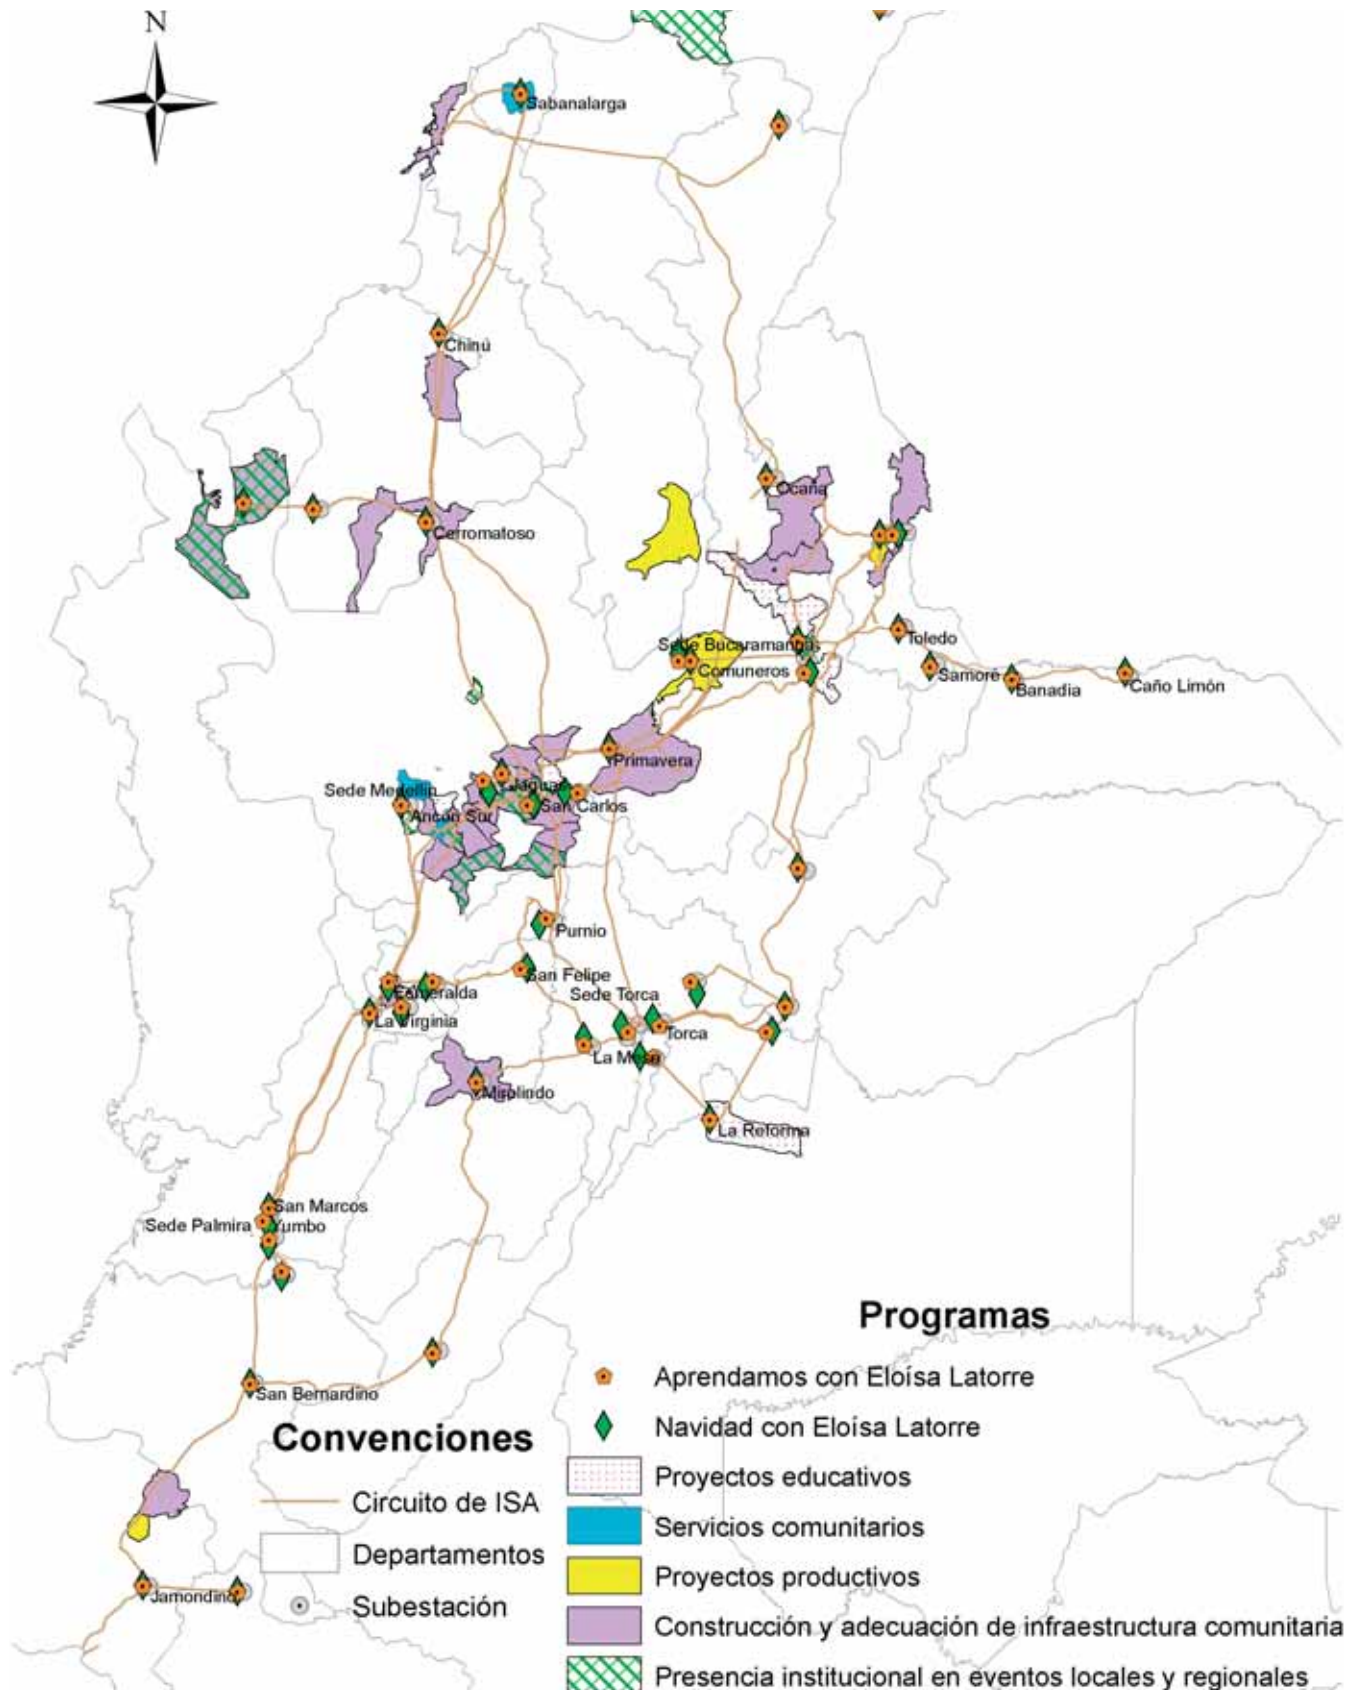 N
Sabanalarga
Chinú
Ocaña
Cerromatoso
Toledo
Sede Bucaramanga
Comuneros
Samoré
Banadia
Caño Limón
Primavera
Jaguas
Sede Medellín
San Carlos
Ancón Sur
Purnio
San Felipe
Esmeralda
Sede Torca
La Virginia
Torca
La Mesa
Mirolindo
La Reforma
San Marcos
Sede Palmira
Yumbo
San Bernardino
Jamondino
Programas
Aprendamos con Eloísa Latorre
Navidad con Eloísa Latorre
Proyectos educativos
Servicios comunitarios
Proyectos productivos
Construcción y adecuación de infraestructura comunitaria
Presencia institucional en eventos locales y regionales
Convenciones
Circuito de ISA
Departamentos
Subestación